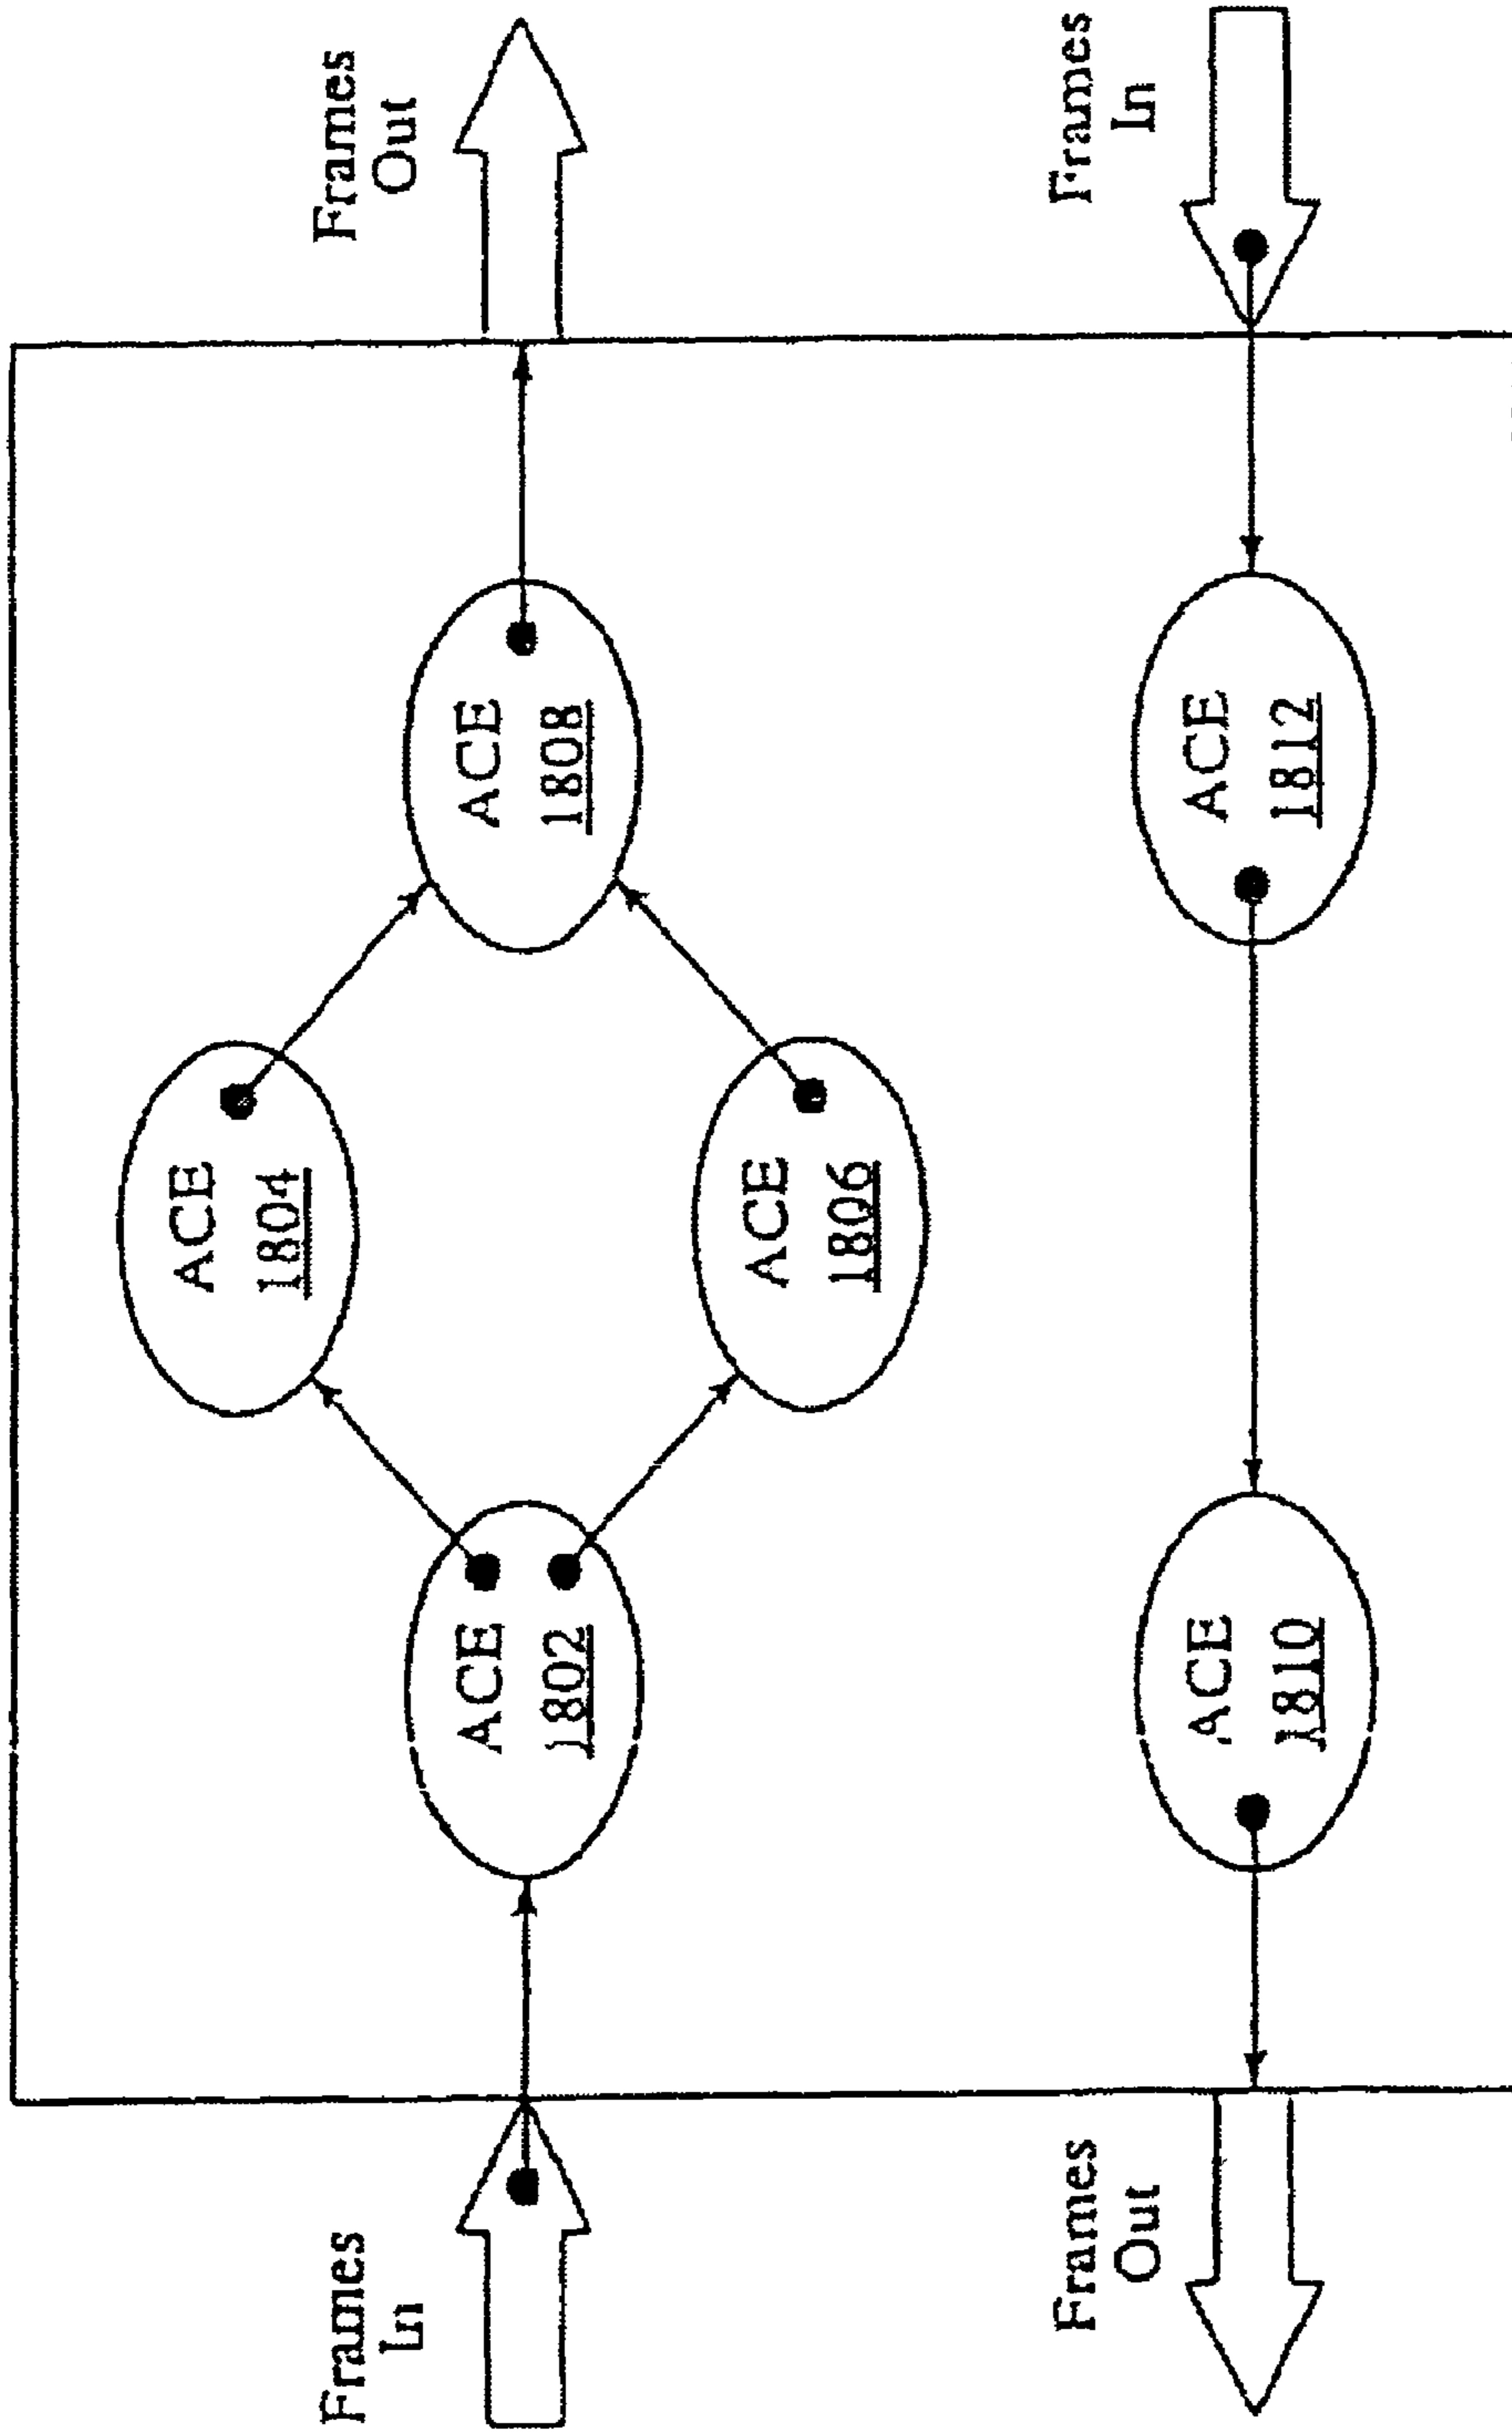 Frames
In
Frames
Out
ACE
1802
ACE
1804
ACE
1806
ACE
1808
Frames
Out
Frames
In
ACE
1810
ACE
1812